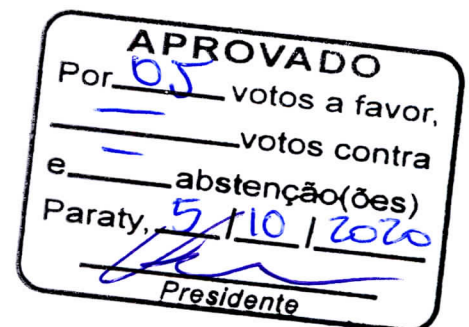 APROVADO
Por 05 votos a favor,
— votos contra
e — abstenção(ões)
Paraty, 5 / 10 / 2020
Presidente